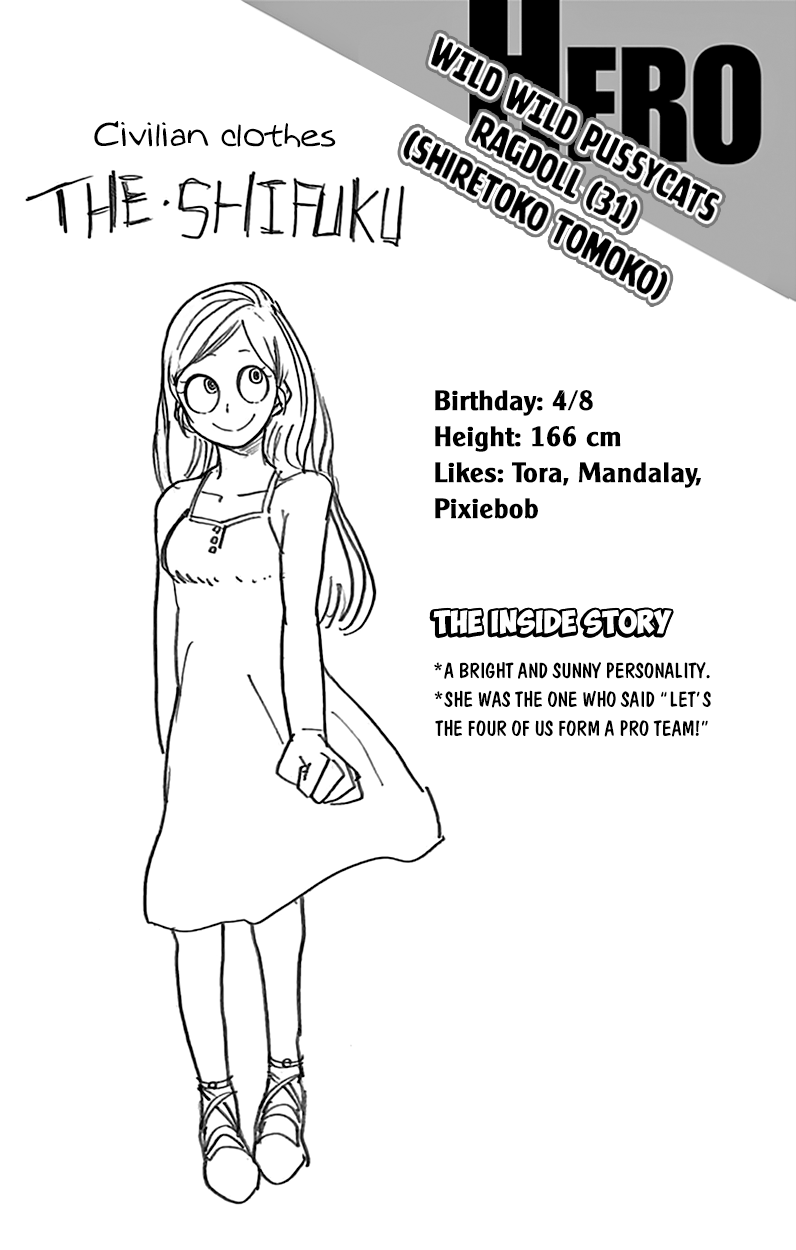 HERO
WILD WILD PUSSYCATS
RAGDOLL (31)
(SHIRETOKO TOMOKO)
Civilian clothes
THE·SHIFUKU
Birthday: 4/8
Height: 166 cm
Likes: Tora, Mandalay,
Pixiebob
THE INSIDE STORY
*A BRIGHT AND SUNNY PERSONALITY.
*SHE WAS THE ONE WHO SAID "LET'S
THE FOUR OF US FORM A PRO TEAM!"